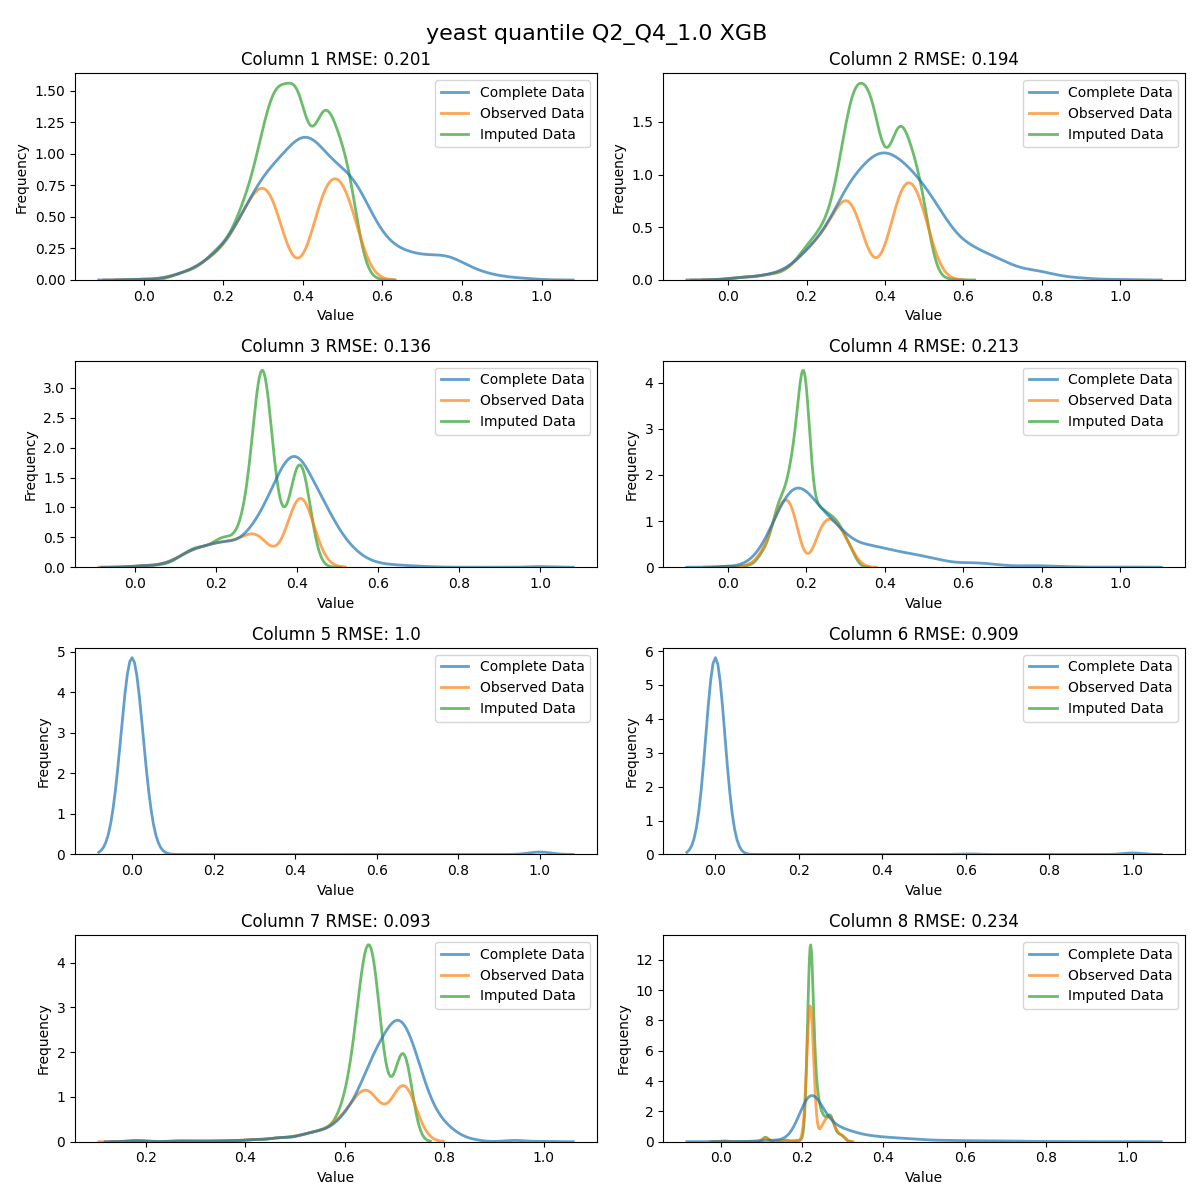 yeast quantile Q2_Q4_1.0 XGB
Column 1 RMSE: 0.201
Complete Data
Observed Data
Imputed Data
Frequency
1.50
1.25
1.00
0.75
0.50
0.25
0.00
0.0 0.2 0.4 0.6 0.8 1.0
Value
Column 2 RMSE: 0.194
Complete Data
Observed Data
Imputed Data
Frequency
1.5
1.0
0.5
0.0
0.0 0.2 0.4 0.6 0.8 1.0
Value
Column 3 RMSE: 0.136
Complete Data
Observed Data
Imputed Data
Frequency
3.0
2.5
2.0
1.5
1.0
0.5
0.0
0.0 0.2 0.4 0.6 0.8 1.0
Value
Column 4 RMSE: 0.213
Complete Data
Observed Data
Imputed Data
Frequency
4
3
2
1
0
0.0 0.2 0.4 0.6 0.8 1.0
Value
Column 5 RMSE: 1.0
Complete Data
Observed Data
Imputed Data
Frequency
5
4
3
2
1
0
0.0 0.2 0.4 0.6 0.8 1.0
Value
Column 6 RMSE: 0.909
Complete Data
Observed Data
Imputed Data
Frequency
6
5
4
3
2
1
0
0.0 0.2 0.4 0.6 0.8 1.0
Value
Column 7 RMSE: 0.093
Complete Data
Observed Data
Imputed Data
Frequency
4
3
2
1
0
0.2 0.4 0.6 0.8 1.0
Value
Column 8 RMSE: 0.234
Complete Data
Observed Data
Imputed Data
Frequency
12
10
8
6
4
2
0
0.0 0.2 0.4 0.6 0.8 1.0
Value